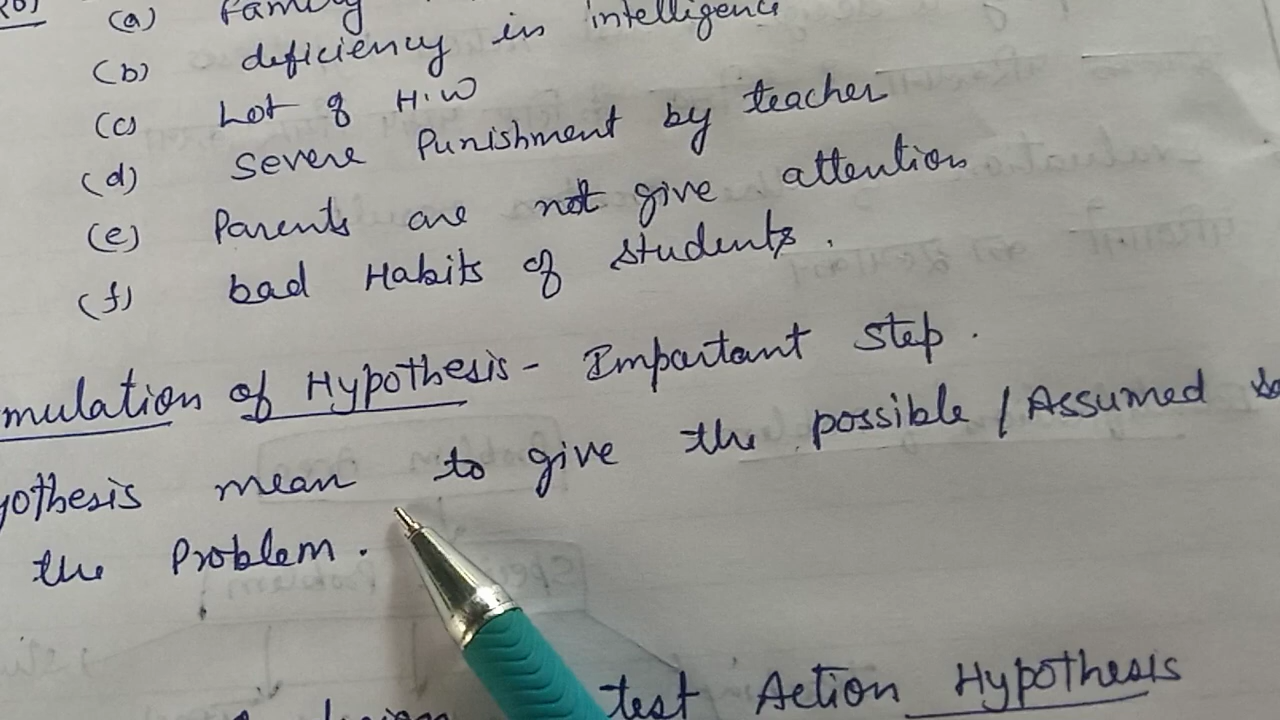 (a) Family
(b) deficiency in intelligence
(c) Lot of H.W
(d) severe Punishment by teacher
(e) Parents are not give attention
(f) bad Habits of students.
mulation of Hypothesis - Important step.
ypothesis mean to give the possible / Assumed
the Problem.
test Action Hypothesis